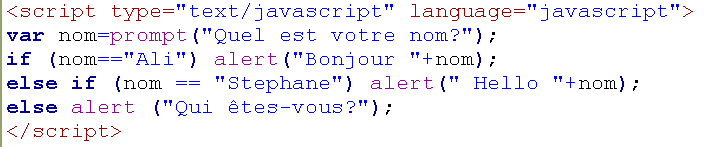 <script type="text/javascript" language="javascript">
var nom=prompt("Quel est votre nom?");
if (nom=="Ali") alert("Bonjour "+nom);
else if (nom == "Stephane") alert(" Hello "+nom);
else alert ("Qui êtes-vous?");
</script>